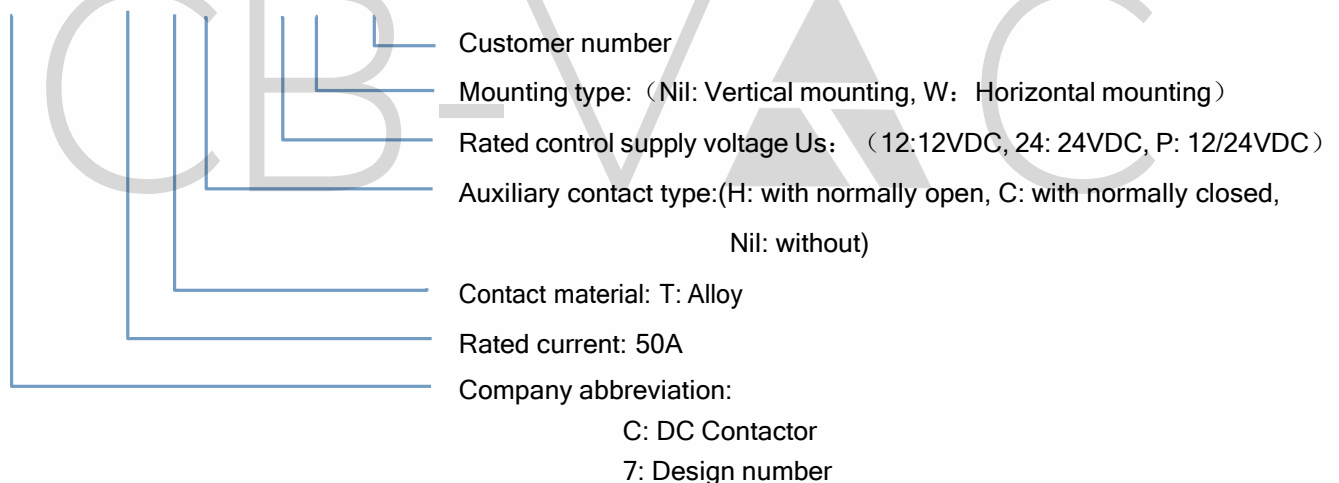 CB-VAC
Customer number
Mounting type:（Nil: Vertical mounting, W：Horizontal mounting）
Rated control supply voltage Us：（12:12VDC, 24: 24VDC, P: 12/24VDC）
Auxiliary contact type:(H: with normally open, C: with normally closed,
Nil: without)
Contact material: T: Alloy
Rated current: 50A
Company abbreviation:
C: DC Contactor
7: Design number